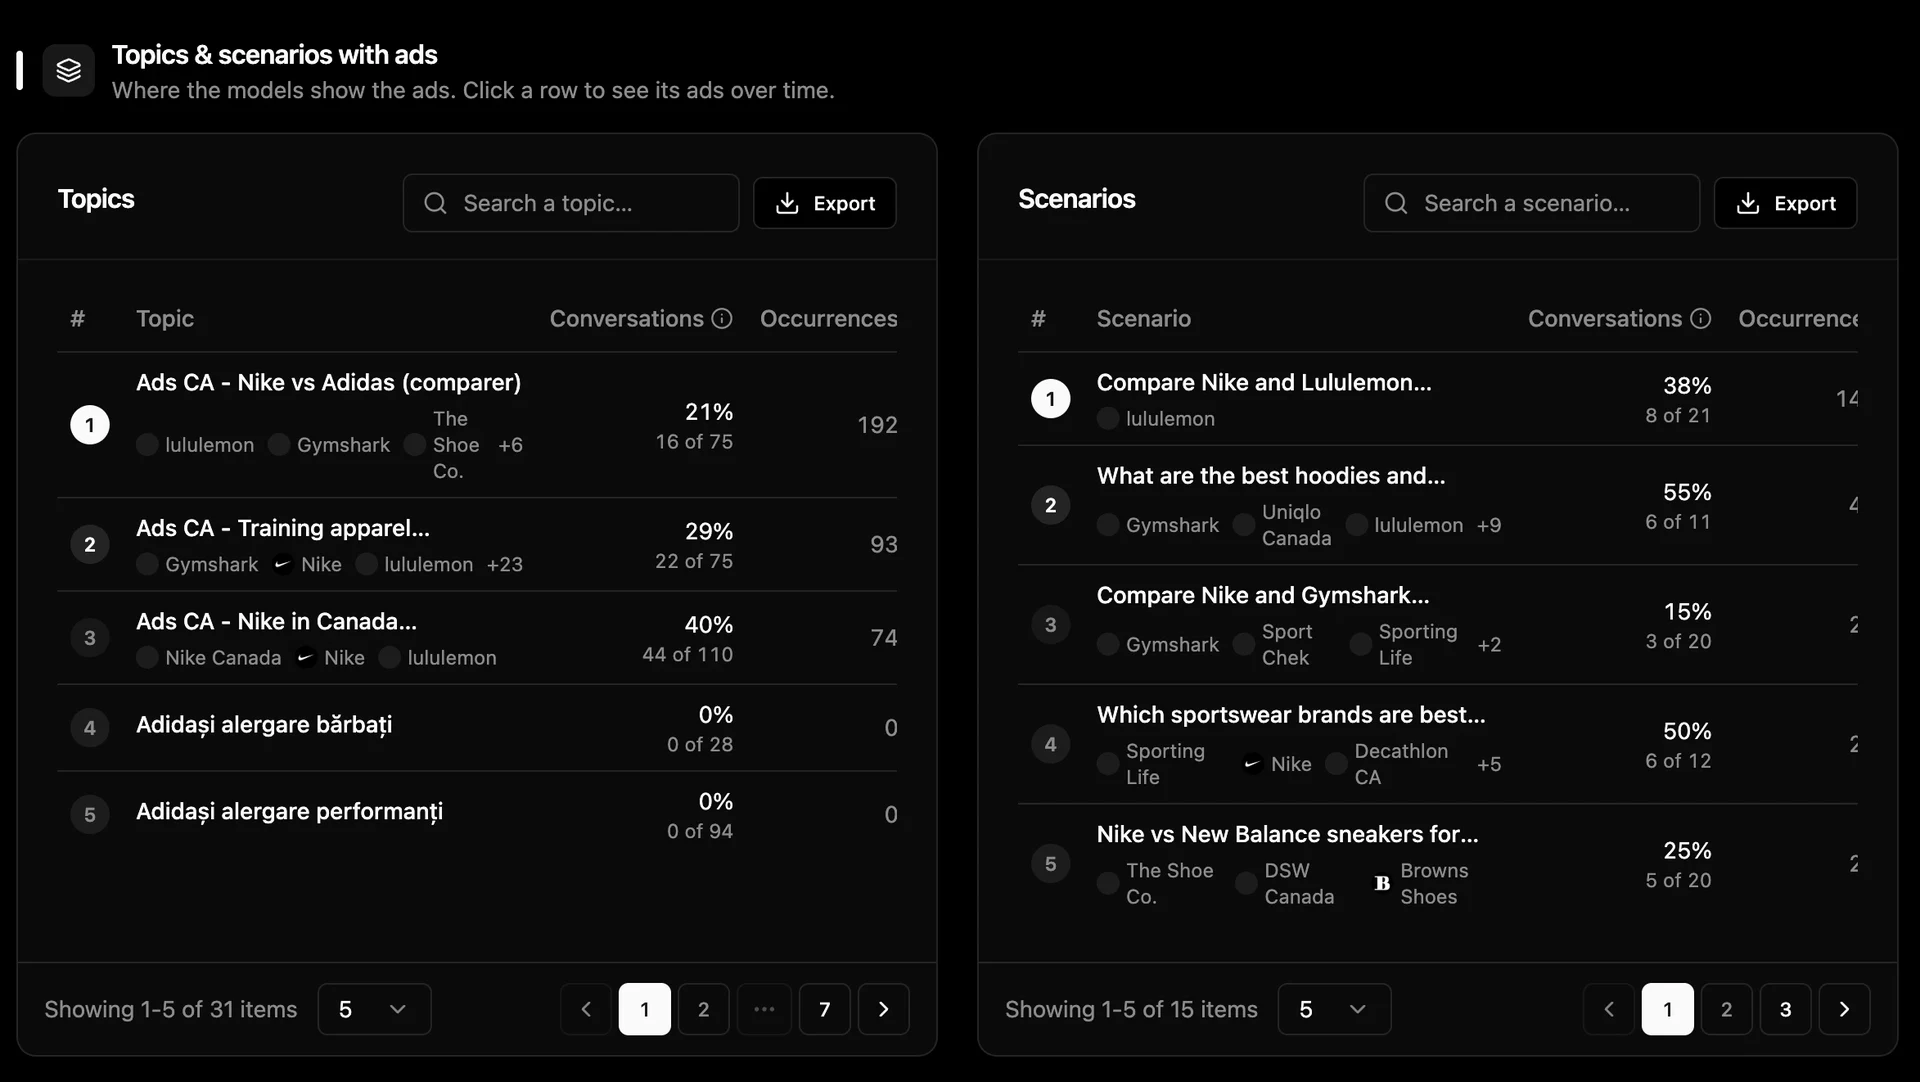 Topics & scenarios with ads
Where the models show the ads. Click a row to see its ads over time.
Topics
Search a topic...
Export
# Topic Conversations Occurrences
1
Ads CA - Nike vs Adidas (comparer)
lululemon Gymshark The Shoe Co. +6
21%
16 of 75
192
2
Ads CA - Training apparel...
Gymshark Nike lululemon +23
29%
22 of 75
93
3
Ads CA - Nike in Canada...
Nike Canada Nike lululemon
40%
44 of 110
74
4
Adidași alergare bărbați
0%
0 of 28
0
5
Adidași alergare performanți
0%
0 of 94
0
Showing 1-5 of 31 items
5
1 2 ... 7
Scenarios
Search a scenario...
Export
# Scenario Conversations
1
Compare Nike and Lululemon...
lululemon
38%
8 of 21
14
2
What are the best hoodies and...
Gymshark Uniqlo Canada lululemon +9
55%
6 of 11
3
Compare Nike and Gymshark...
Gymshark Sport Chek Sporting Life +2
15%
3 of 20
4
Which sportswear brands are best...
Sporting Life Nike Decathlon CA +5
50%
6 of 12
5
Nike vs New Balance sneakers for...
The Shoe Co. DSW Canada B Browns Shoes
25%
5 of 20
Showing 1-5 of 15 items
5
1 2 3